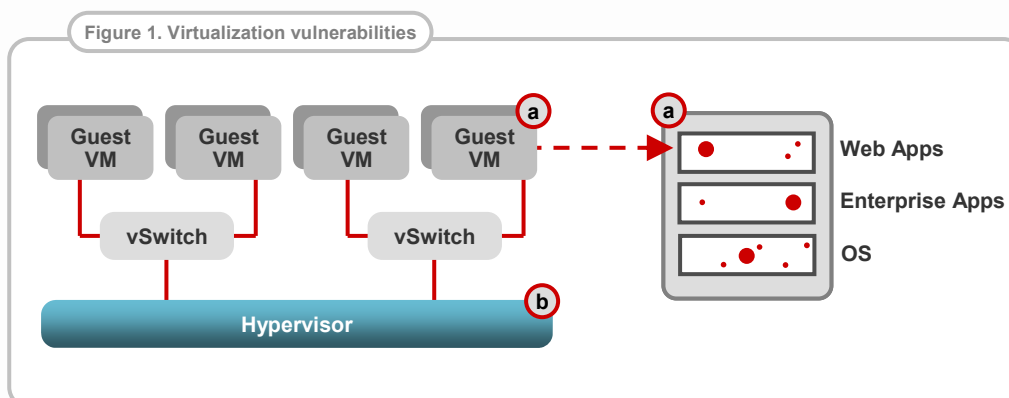 Figure 1. Virtualization vulnerabilities
a
a
Guest
VM
Guest
VM
Guest
VM
Guest
VM
Web Apps
Enterprise Apps
vSwitch
vSwitch
OS
b
Hypervisor